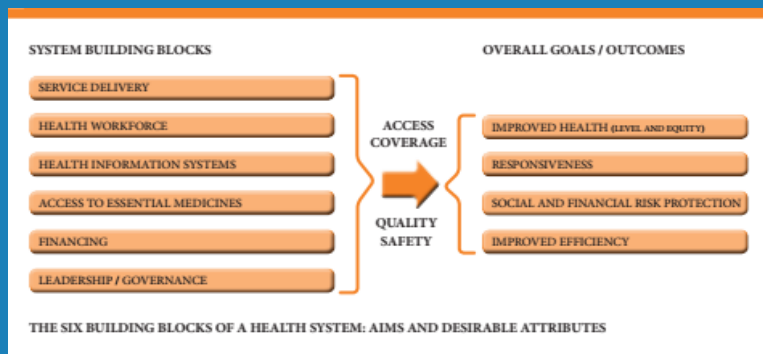 SYSTEM BUILDING BLOCKS
SERVICE DELIVERY
HEALTH WORKFORCE
HEALTH INFORMATION SYSTEMS
ACCESS TO ESSENTIAL MEDICINES
FINANCING
LEADERSHIP / GOVERNANCE
ACCESS
COVERAGE
QUALITY
SAFETY
OVERALL GOALS / OUTCOMES
IMPROVED HEALTH (LEVEL AND EQUITY)
RESPONSIVENESS
SOCIAL AND FINANCIAL RISK PROTECTION
IMPROVED EFFICIENCY
THE SIX BUILDING BLOCKS OF A HEALTH SYSTEM: AIMS AND DESIRABLE ATTRIBUTES